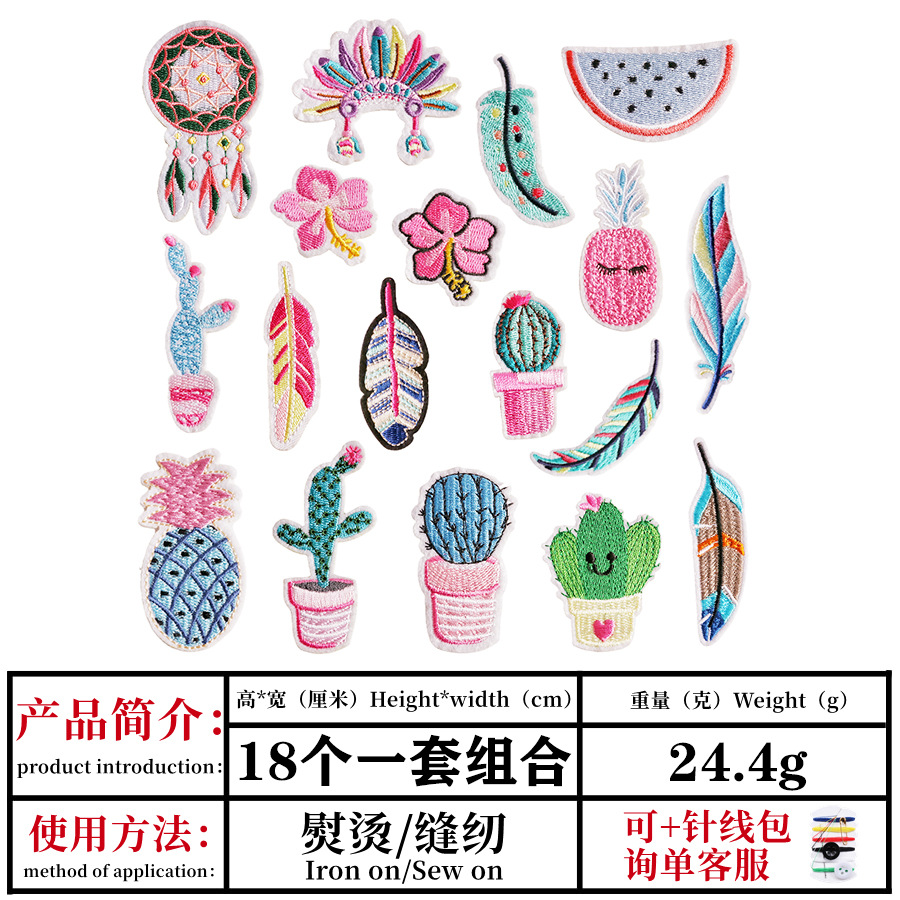 产品简介:
product introduction:
高*宽（厘米）Height*width（cm）
重量（克）Weight（g）
18个一套组合
24.4g
使用方法:
method of application:
熨烫/缝纫
Iron on/Sew on
可+针线包
询单客服